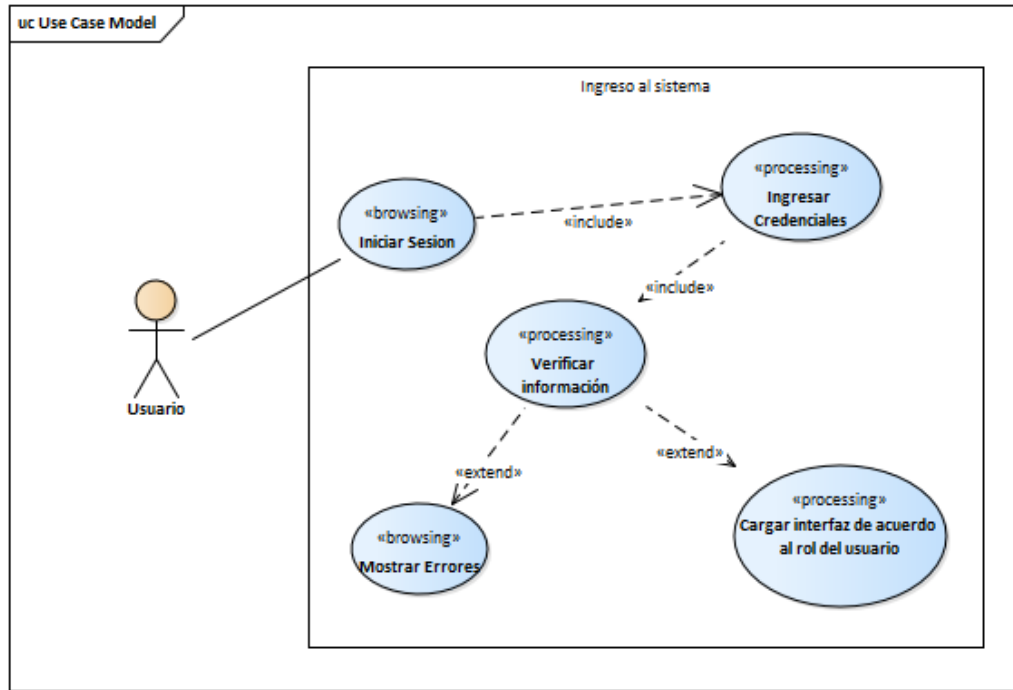 uc Use Case Model
Ingreso al sistema
«processing»
Ingresar
Credenciales
«browsing»
Iniciar Sesion
«include»
«include»
«processing»
Verificar
información
Usuario
«extend»
«extend»
«processing»
Cargar interfaz de acuerdo
al rol del usuario
«browsing»
Mostrar Errores